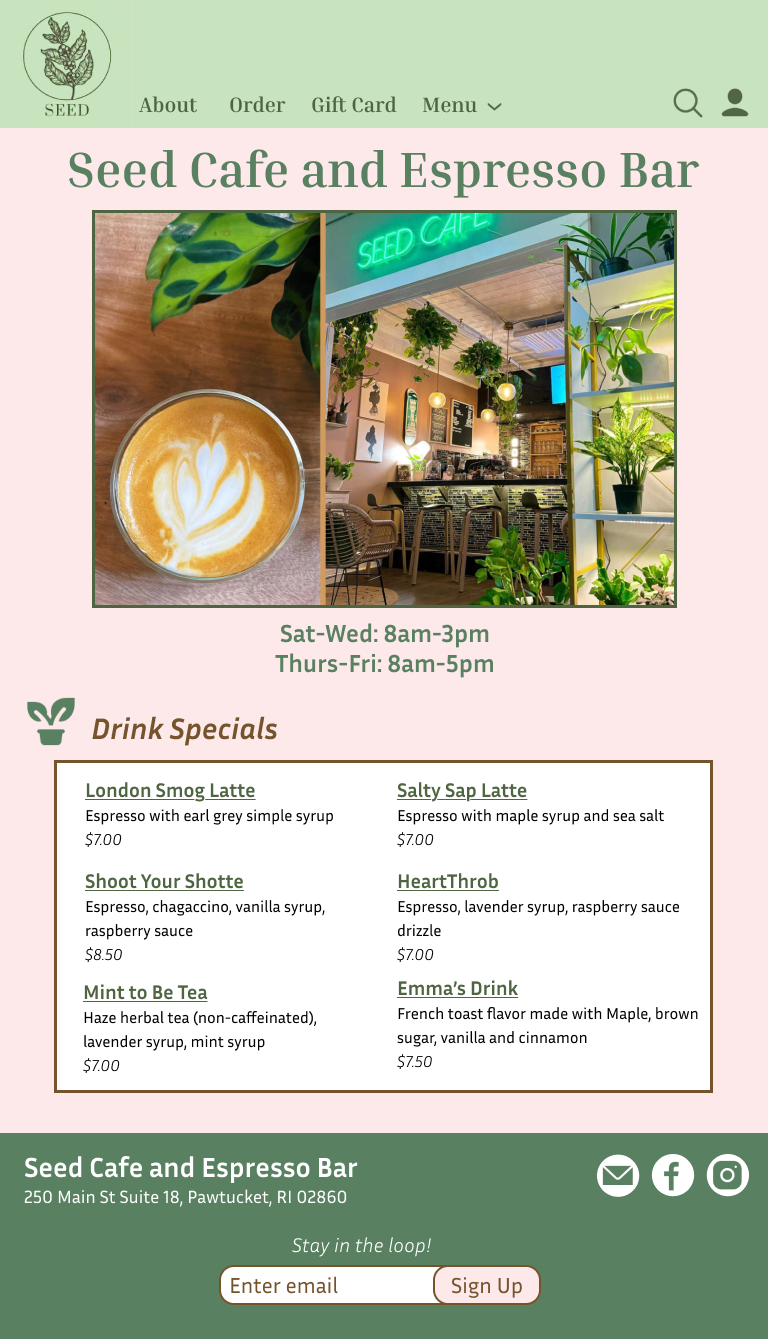 SEED
About
Order
Gift Card
Menu
Seed Cafe and Espresso Bar
SEED CAFE
Sat-Wed: 8am-3pm
Thurs-Fri: 8am-5pm
Drink Specials
London Smog Latte
Espresso with earl grey simple syrup
$7.00
Salty Sap Latte
Espresso with maple syrup and sea salt
$7.00
Shoot Your Shotte
Espresso, chagaccino, vanilla syrup,
raspberry sauce
$8.50
HeartThrob
Espresso, lavender syrup, raspberry sauce
drizzle
$7.00
Mint to Be Tea
Haze herbal tea (non-caffeinated),
lavender syrup, mint syrup
$7.00
Emma’s Drink
French toast flavor made with Maple, brown
sugar, vanilla and cinnamon
$7.50
Seed Cafe and Espresso Bar
250 Main St Suite 18, Pawtucket, RI 02860
Stay in the loop!
Enter email
Sign Up